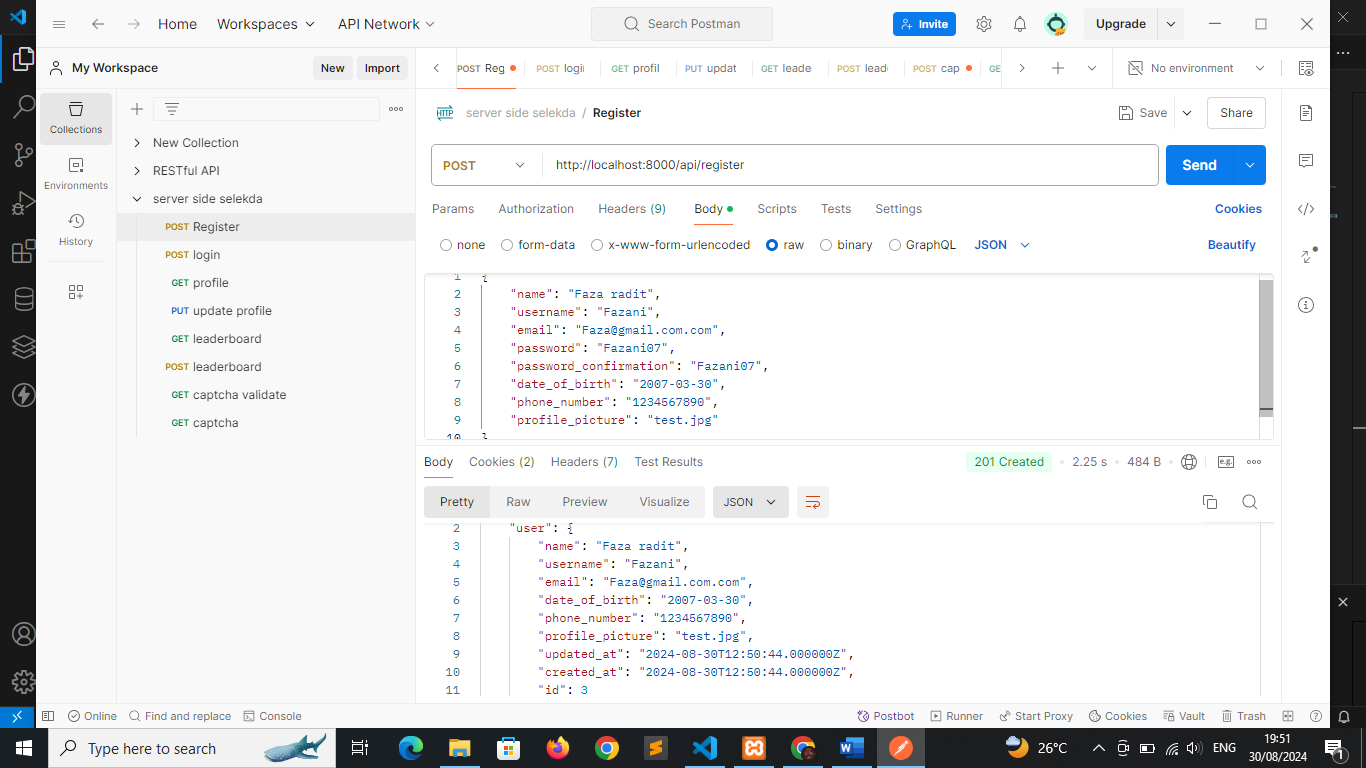 Home
Workspaces
API Network
Search Postman
Invite
Upgrade
My Workspace
New
Import
POST Reg
POST logi
GET profil
PUT updat
GET leade
POST lead
POST cap
GE
No environment
Collections
Environments
History
New Collection
RESTful API
server side selekda
POST Register
POST login
GET profile
PUT update profile
GET leaderboard
POST leaderboard
GET captcha validate
GET captcha
HTTP server side selekda / Register
Save
Share
POST
http://localhost:8000/api/register
Send
Params
Authorization
Headers (9)
Body
Scripts
Tests
Settings
Cookies
none
form-data
x-www-form-urlencoded
raw
binary
GraphQL
JSON
Beautify
1 {
2 "name": "Faza radit",
3 "username": "Fazani",
4 "email": "Faza@gmail.com.com",
5 "password": "Fazani07",
6 "password_confirmation": "Fazani07",
7 "date_of_birth": "2007-03-30",
8 "phone_number": "1234567890",
9 "profile_picture": "test.jpg"
10 }
Body
Cookies (2)
Headers (7)
Test Results
201 Created
2.25 s
484 B
e.g.
Pretty
Raw
Preview
Visualize
JSON
2 "user": {
3 "name": "Faza radit",
4 "username": "Fazani",
5 "email": "Faza@gmail.com.com",
6 "date_of_birth": "2007-03-30",
7 "phone_number": "1234567890",
8 "profile_picture": "test.jpg",
9 "updated_at": "2024-08-30T12:50:44.000000Z",
10 "created_at": "2024-08-30T12:50:44.000000Z",
11 "id": 3
Online
Find and replace
Console
Postbot
Runner
Start Proxy
Cookies
Vault
Trash
Type here to search
26°C
ENG
19:51
30/08/2024
1